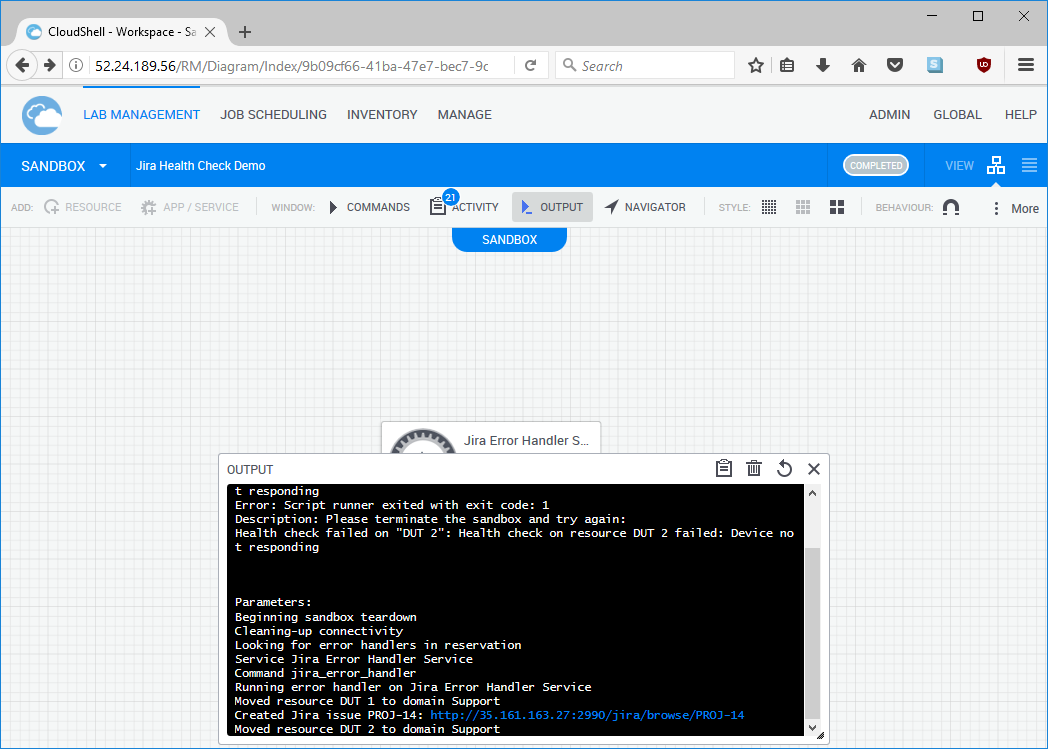 CloudShell - Workspace - Sa
52.24.189.56/RM/Diagram/Index/9b09cf66-41ba-47e7-bec7-9c
Search
LAB MANAGEMENT
JOB SCHEDULING
INVENTORY
MANAGE
ADMIN
GLOBAL
HELP
SANDBOX
Jira Health Check Demo
COMPLETED
VIEW
ADD:
RESOURCE
APP / SERVICE
WINDOW:
COMMANDS
21
ACTIVITY
OUTPUT
NAVIGATOR
STYLE:
BEHAVIOUR:
More
SANDBOX
Jira Error Handler S...
OUTPUT
t responding
Error: Script runner exited with exit code: 1
Description: Please terminate the sandbox and try again:
Health check failed on "DUT 2": Health check on resource DUT 2 failed: Device no
t responding
Parameters:
Beginning sandbox teardown
Cleaning-up connectivity
Looking for error handlers in reservation
Service Jira Error Handler Service
Command jira_error_handler
Running error handler on Jira Error Handler Service
Moved resource DUT 1 to domain Support
Created Jira issue PROJ-14: http://35.161.163.27:2990/jira/browse/PROJ-14
Moved resource DUT 2 to domain Support